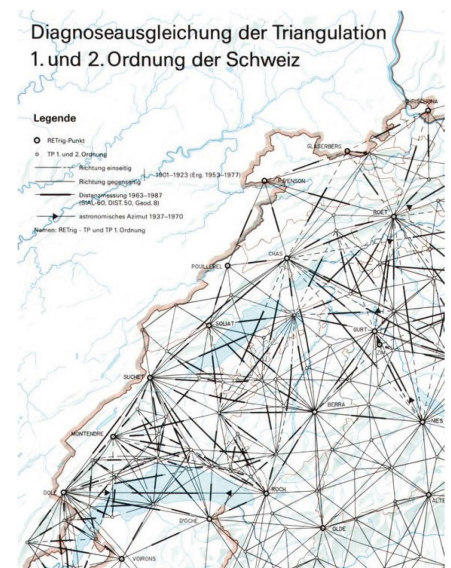 Diagnoseausgleichung der Triangulation
1. und 2. Ordnung der Schweiz
Legende
RETrig-Punkt
TP 1. und 2. Ordnung
Richtung einseitig
1901–1923 (Erg. 1953–1977)
Richtung gegenseitig
Distanzmessung 1963–1987
(SIAL 60, DIST. 50, Geod. 8)
astronomisches Azimut 1937–1970
Namen: RETrig - TP und TP 1. Ordnung
GLASERBERG
ROET
CHAS
POUILLEREL
SOLIAT
GURT
SUCHET
BERRA
MONTENDRE
DOLE
ROCH
D'OCHE
OLDE
VOIRONS